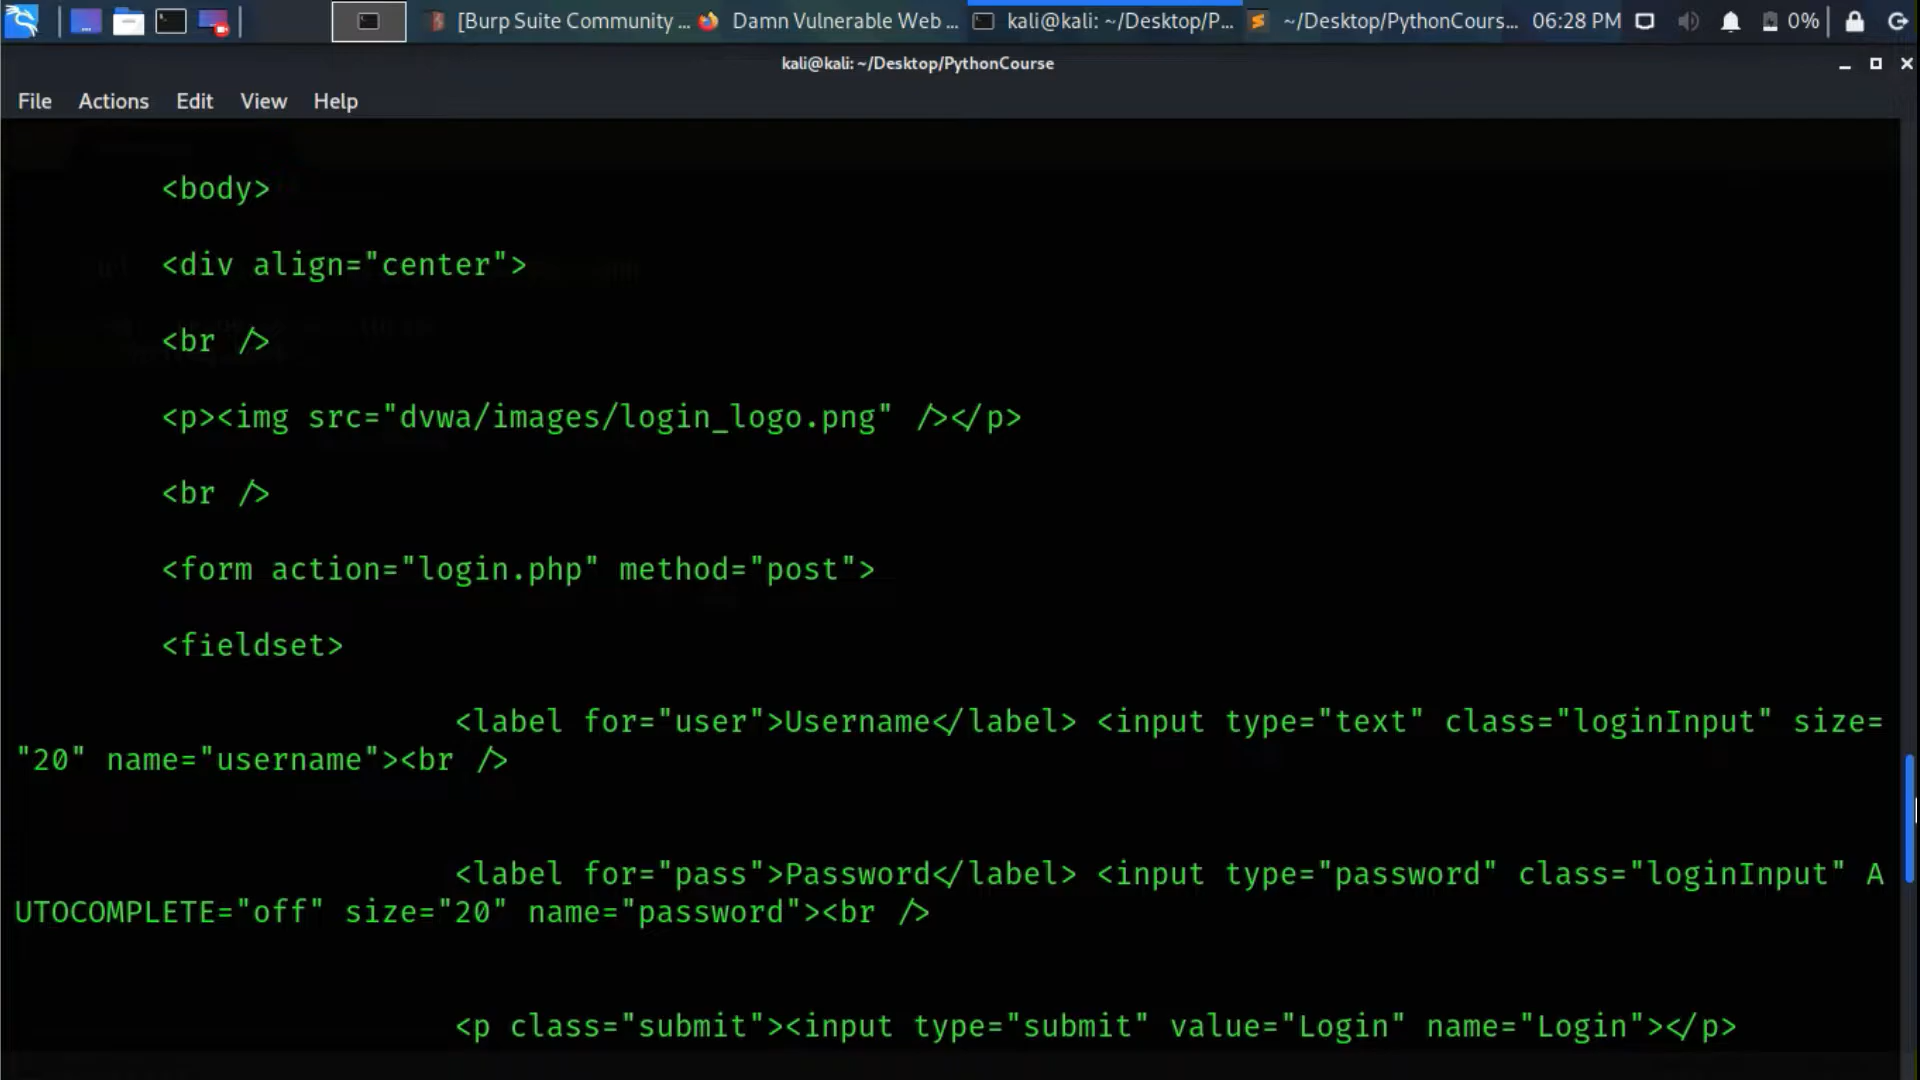 [Burp Suite Community ... Damn Vulnerable Web ... kali@kali: ~/Desktop/P... ~/Desktop/PythonCours... 06:28 PM 0%
kali@kali: ~/Desktop/PythonCourse
File Actions Edit View Help
<body>
<div align="center">
<br />
<p><img src="dvwa/images/login_logo.png" /></p>
<br />
<form action="login.php" method="post">
<fieldset>
<label for="user">Username</label> <input type="text" class="loginInput" size=
"20" name="username"><br />
<label for="pass">Password</label> <input type="password" class="loginInput" A
UTOCOMPLETE="off" size="20" name="password"><br />
<p class="submit"><input type="submit" value="Login" name="Login"></p>